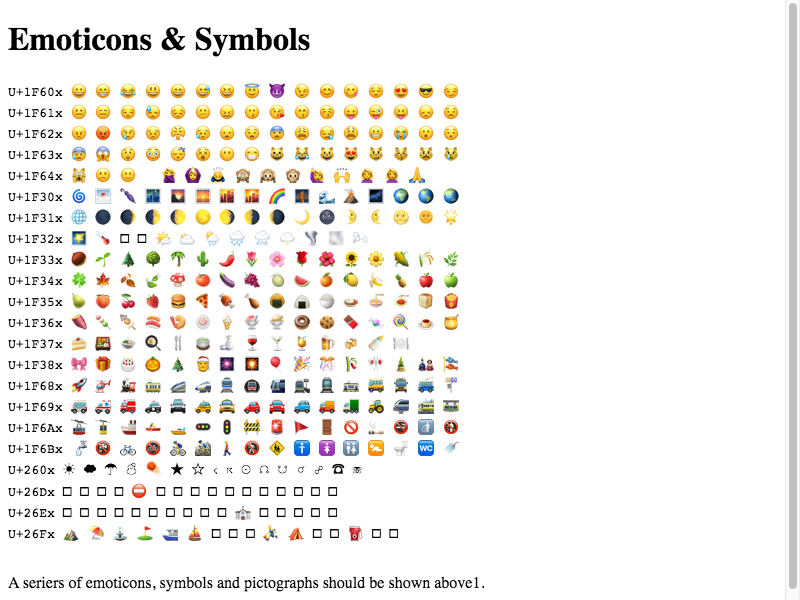 Emoticons & Symbols
U+1F60x
U+1F61x
U+1F62x
U+1F63x
U+1F64x
U+1F30x
U+1F31x
U+1F32x
U+1F33x
U+1F34x
U+1F35x
U+1F36x
U+1F37x
U+1F38x
U+1F68x
U+1F69x
U+1F6Ax
U+1F6Bx
U+260x
U+26Dx
U+26Ex
U+26Fx
A seriers of emoticons, symbols and pictographs should be shown above1.